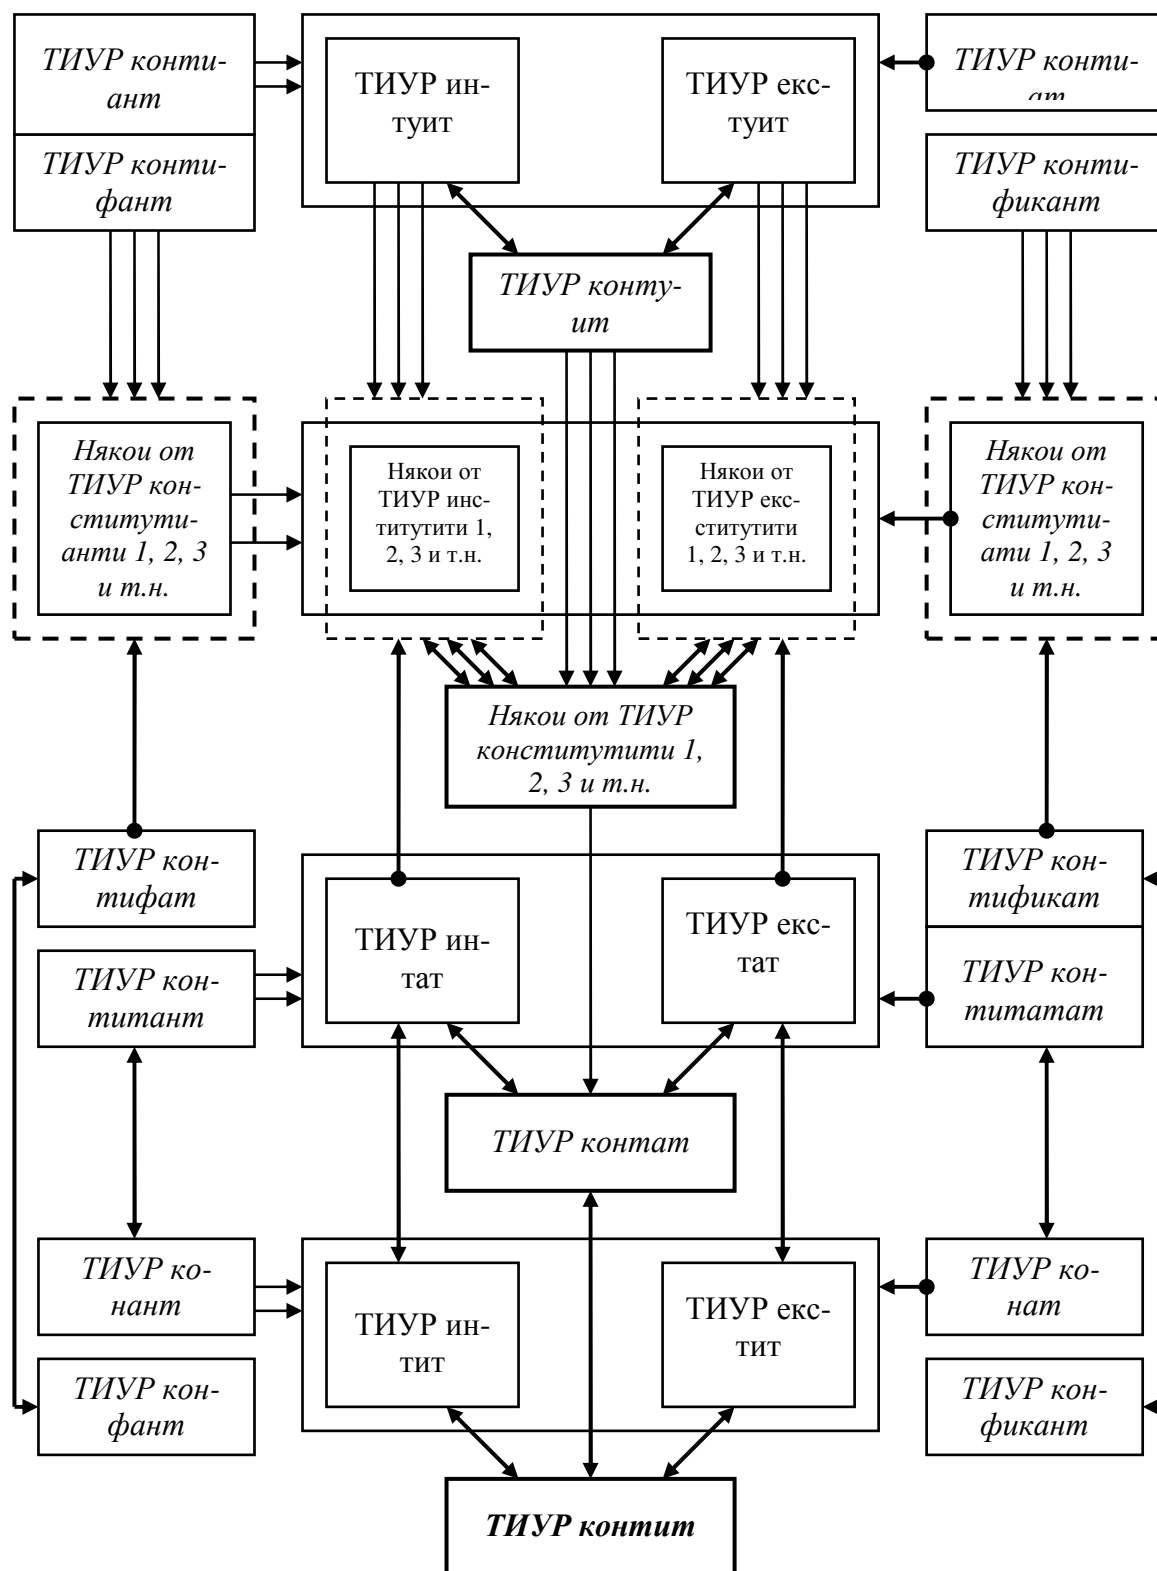 ТИУР конти-
ант
ТИУР ин-
туит
ТИУР екс-
туит
ТИУР конти-
ат
ТИУР конти-
фант
ТИУР конти-
фикант
ТИУР конту-
ит
Някои от
ТИУР кон-
ститути-
анти 1, 2, 3
и т.н.
Някои от
ТИУР инс-
титутити 1,
2, 3 и т.н.
Някои от
ТИУР екс-
ститутити
1, 2, 3 и т.н.
Някои от
ТИУР кон-
ститути-
ати 1, 2, 3
и т.н.
Някои от ТИУР
конститутити 1,
2, 3 и т.н.
ТИУР кон-
тифат
ТИУР ин-
тат
ТИУР екс-
тат
ТИУР кон-
тификат
ТИУР кон-
титант
ТИУР кон-
титатат
ТИУР контат
ТИУР ко-
нант
ТИУР ин-
тит
ТИУР екс-
тит
ТИУР ко-
нат
ТИУР кон-
фант
ТИУР кон-
фикант
ТИУР контит